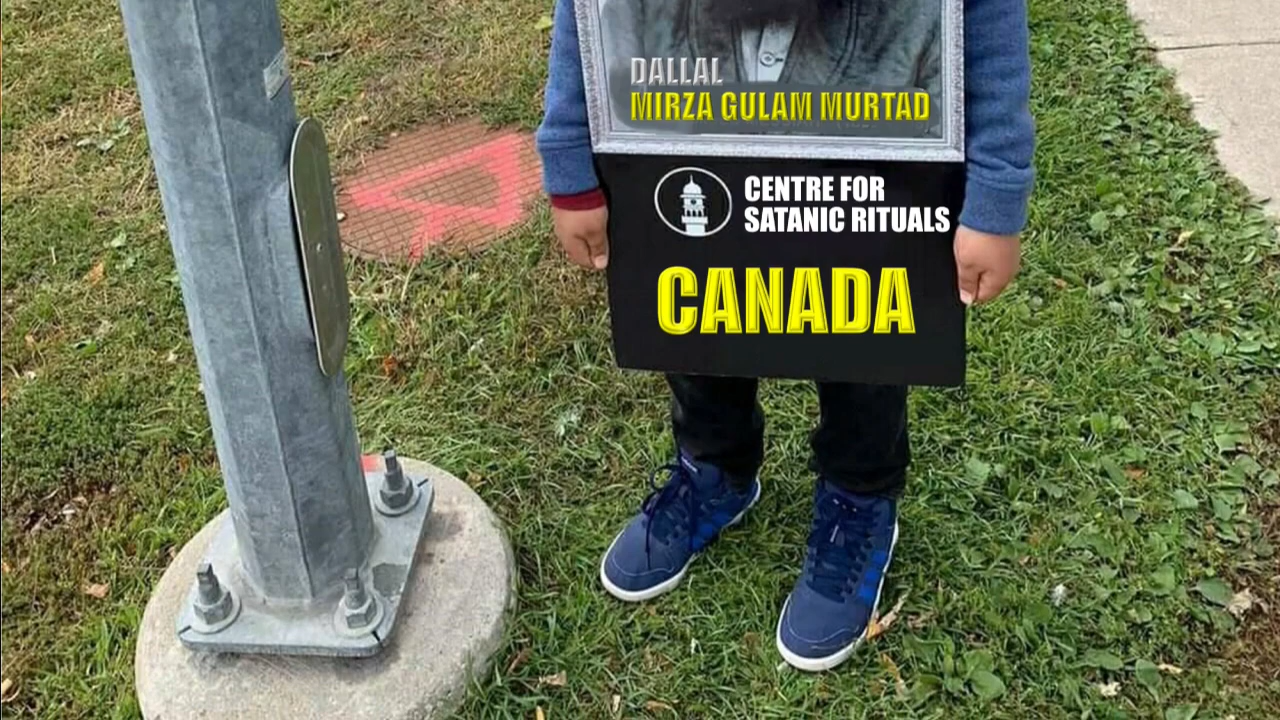 DALLAL
MIRZA GULAM MURTAD
CENTRE FOR
SATANIC RITUALS
CANADA